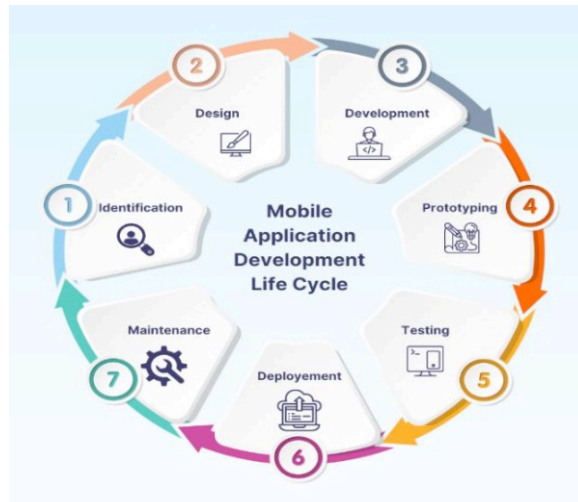 Mobile
Application
Development
Life Cycle
1
Identification
2
Design
3
Development
</>
4
Prototyping
5
Testing
>_
6
Deployement
7
Maintenance